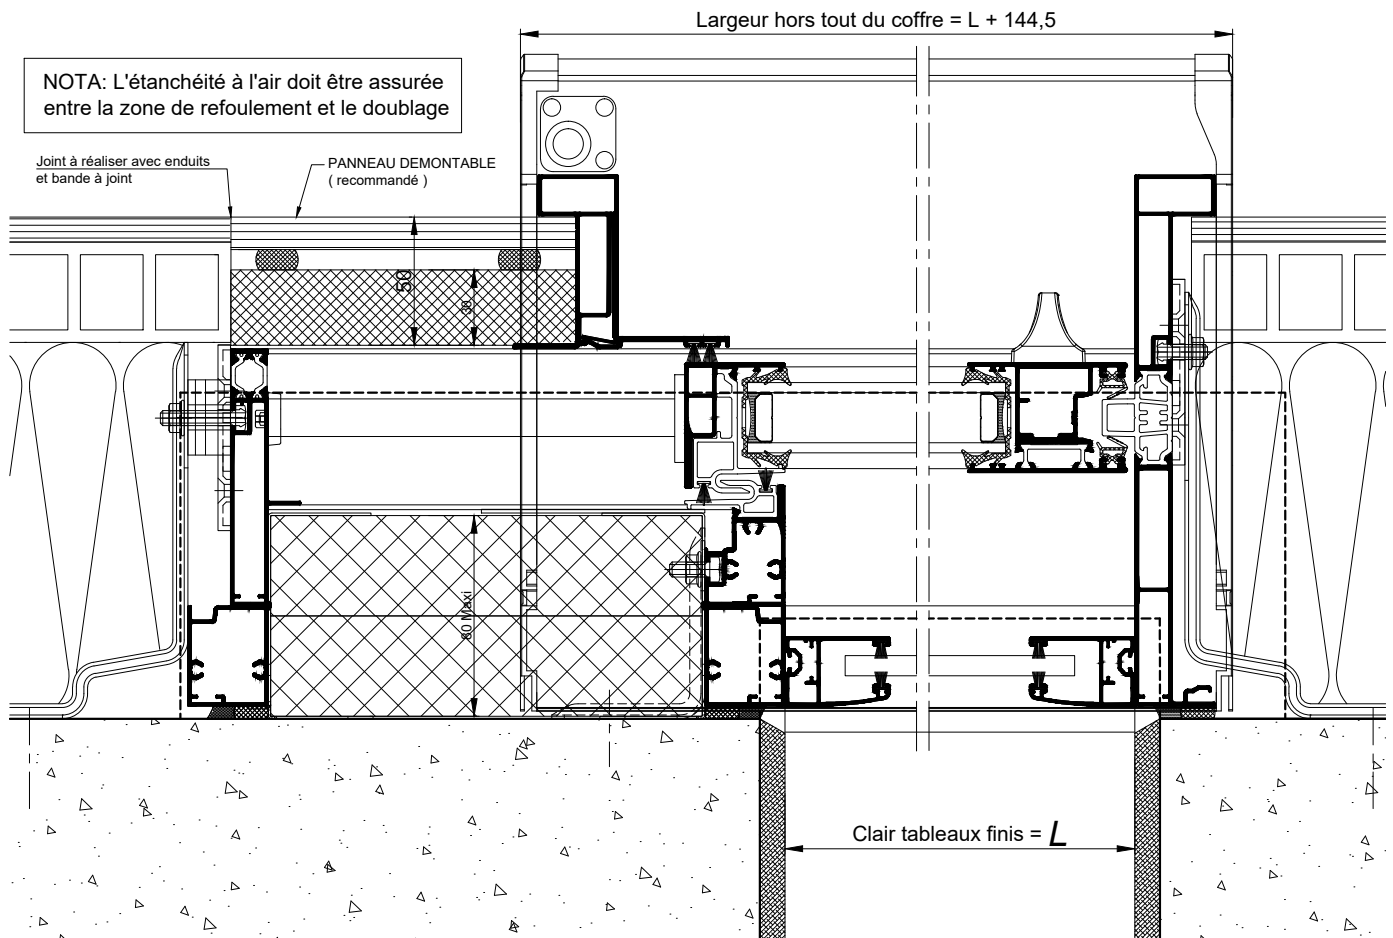 Largeur hors tout du coffre = L + 144,5
NOTA: L'étanchéité à l'air doit être assurée
entre la zone de refoulement et le doublage
Joint à réaliser avec enduits
et bande à joint
PANNEAU DEMONTABLE
( recommandé )
50
30
80 Maxi
Clair tableaux finis = L